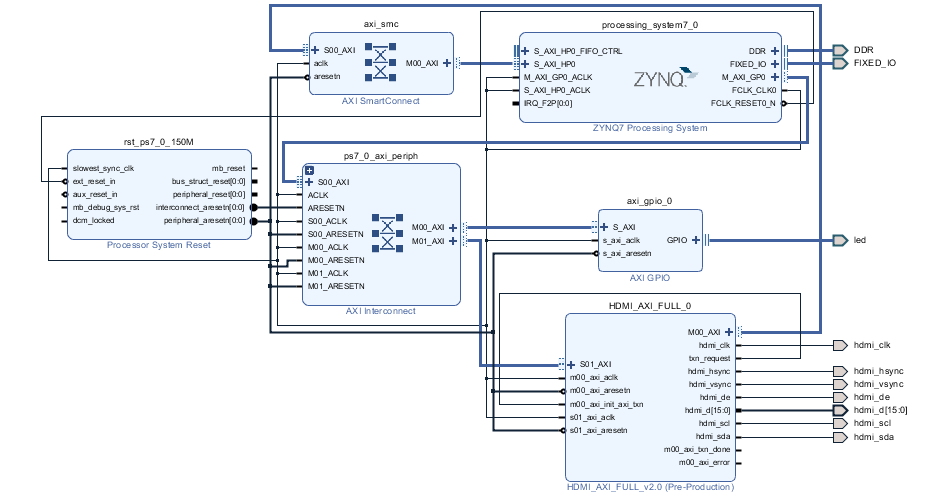 axi_smc
S00_AXI
aclk
aresetn
M00_AXI
AXI SmartConnect
processing_system7_0
S_AXI_HP0_FIFO_CTRL
S_AXI_HP0
M_AXI_GP0_ACLK
S_AXI_HP0_ACLK
IRQ_F2P[0:0]
ZYNQ
DDR
FIXED_IO
M_AXI_GP0
FCLK_CLK0
FCLK_RESET0_N
ZYNQ7 Processing System
DDR
FIXED_IO
rst_ps7_0_150M
slowest_sync_clk
ext_reset_in
aux_reset_in
mb_debug_sys_rst
dcm_locked
mb_reset
bus_struct_reset[0:0]
peripheral_reset[0:0]
interconnect_aresetn[0:0]
peripheral_aresetn[0:0]
Processor System Reset
ps7_0_axi_periph
S00_AXI
ACLK
ARESETN
S00_ACLK
S00_ARESETN
M00_ACLK
M00_ARESETN
M01_ACLK
M01_ARESETN
M00_AXI
M01_AXI
AXI Interconnect
axi_gpio_0
S_AXI
s_axi_aclk
s_axi_aresetn
GPIO
AXI GPIO
led
HDMI_AXI_FULL_0
S01_AXI
m00_axi_aclk
m00_axi_aresetn
m00_axi_init_axi_txn
s01_axi_aclk
s01_axi_aresetn
M00_AXI
hdmi_clk
txn_request
hdmi_hsync
hdmi_vsync
hdmi_de
hdmi_d[15:0]
hdmi_scl
hdmi_sda
m00_axi_txn_done
m00_axi_error
HDMI_AXI_FULL_v2.0 (Pre-Production)
hdmi_clk
hdmi_hsync
hdmi_vsync
hdmi_de
hdmi_d[15:0]
hdmi_scl
hdmi_sda